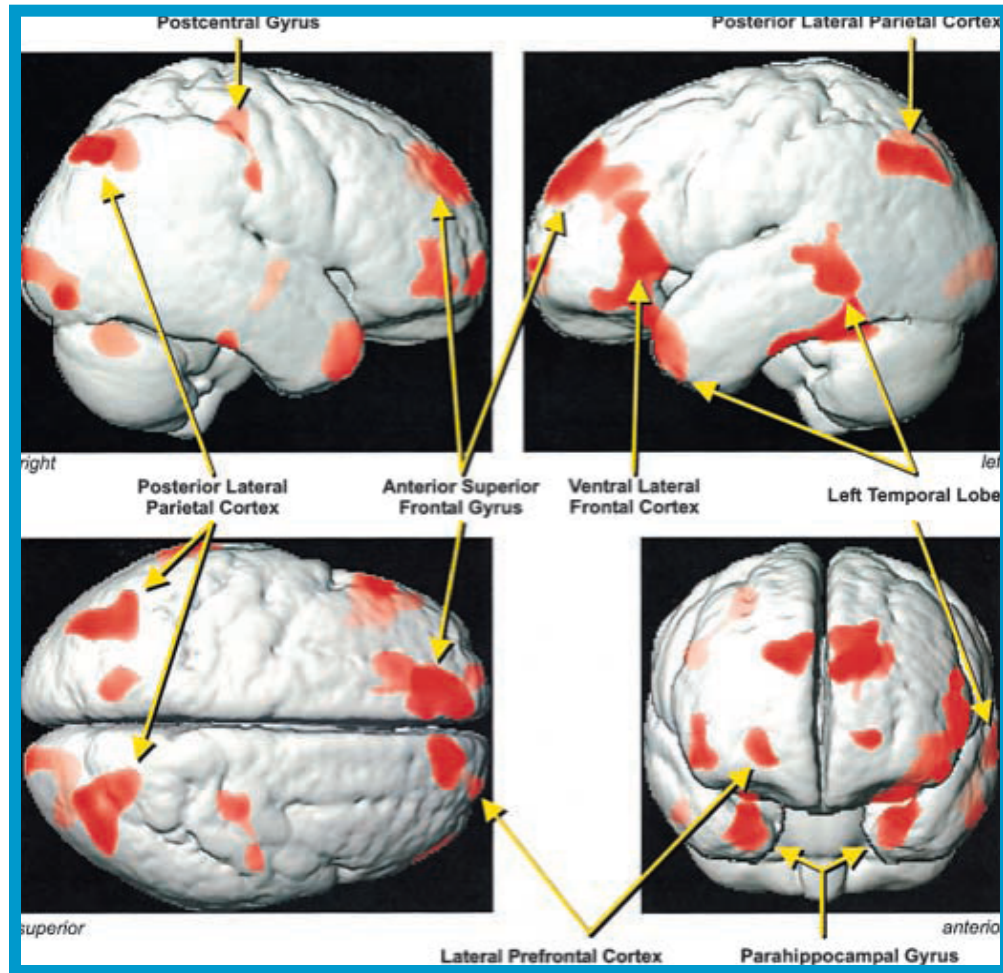 Postcentral Gyrus
Posterior Lateral Parietal Cortex
right
left
Posterior Lateral
Parietal Cortex
Anterior Superior
Frontal Gyrus
Ventral Lateral
Frontal Cortex
Left Temporal Lobe
superior
anterio
Lateral Prefrontal Cortex
Parahippocampal Gyrus